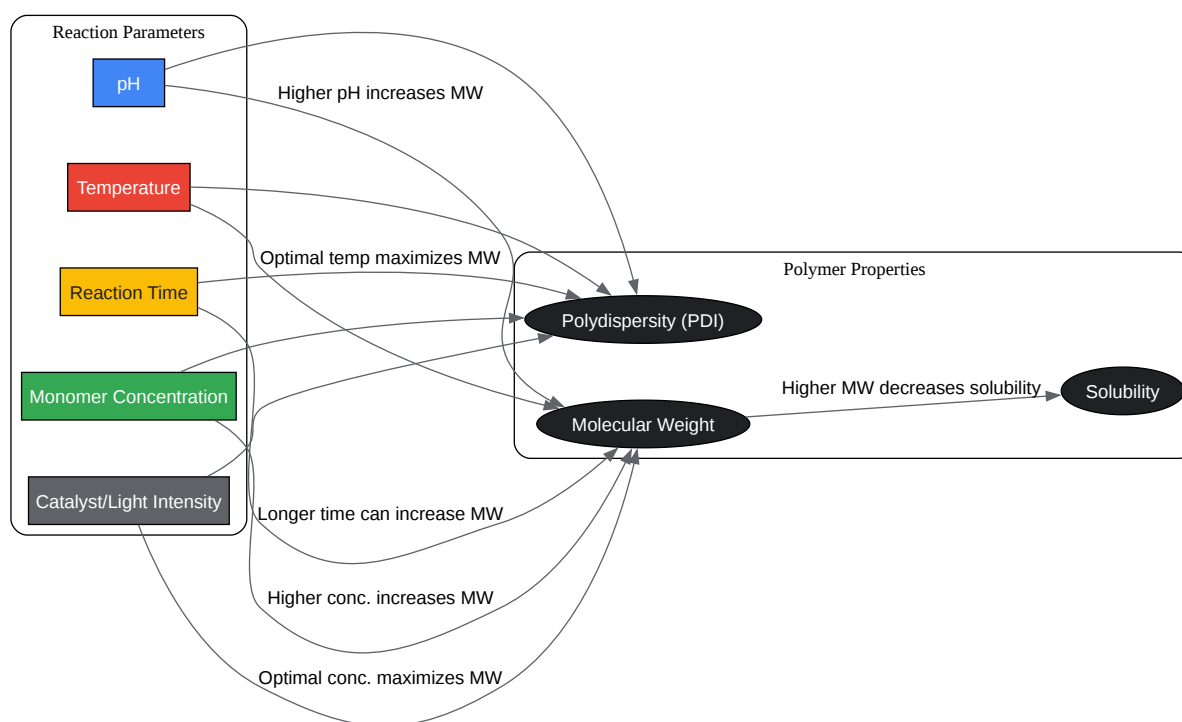 Reaction Parameters
pH
Higher pH increases MW
Temperature
Optimal temp maximizes MW
Polymer Properties
Reaction Time
Polydispersity (PDI)
Monomer Concentration
Higher MW decreases solubility
Solubility
Molecular Weight
Catalyst/Light Intensity
Longer time can increase MW
Higher conc. increases MW
Optimal conc. maximizes MW